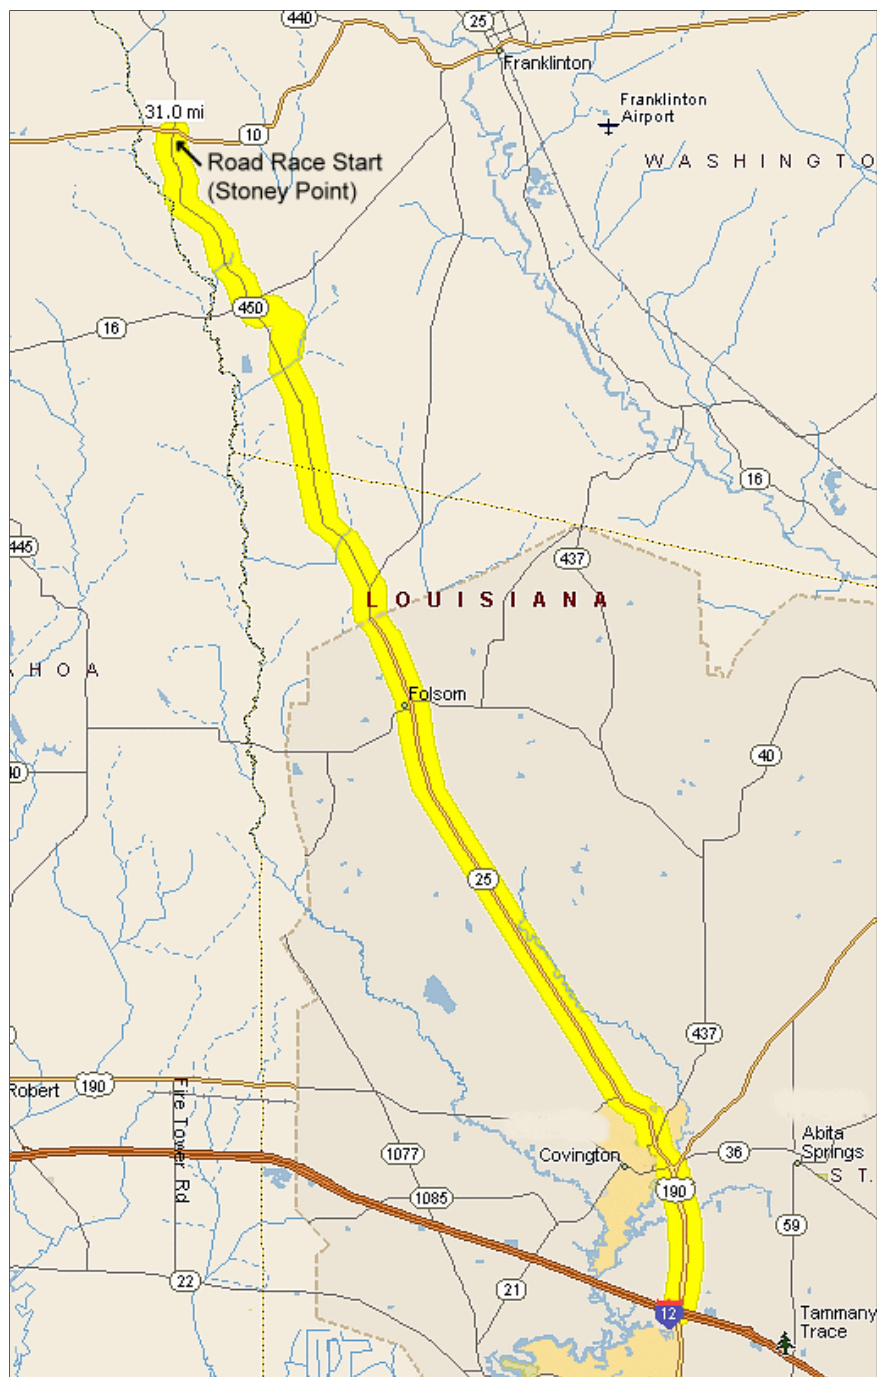 440
25
Franklinton
Franklinton
Airport
31.0 mi
10
Road Race Start
(Stoney Point)
WASHINGTO
450
16
16
445
437
LOUISIANA
AHOA
Folsom
40
40
25
437
Robert
190
Fire Tower Rd
1077
Covington
36
Abita
Springs
ST.
190
1085
59
22
21
12
Tammany
Trace